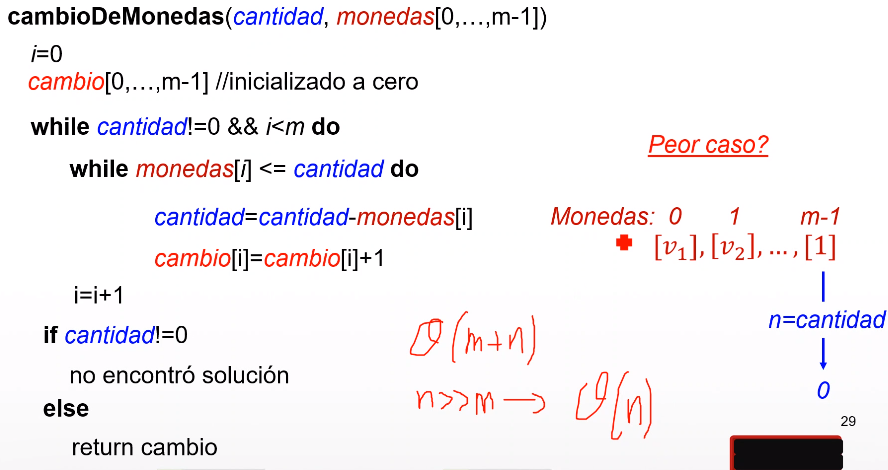 cambioDeMonedas(cantidad, monedas[0,…,m-1])
i=0
cambio[0,…,m-1] //inicializado a cero
while cantidad!=0 && i<m do
while monedas[i] <= cantidad do
cantidad=cantidad-monedas[i]
cambio[i]=cambio[i]+1
i=i+1
if cantidad!=0
no encontró solución
else
return cambio
Peor caso?
Monedas: 0 1 m-1
[v₁], [v₂], …, [1]
n=cantidad
0
O(m+n)
n>>m → O(n)
29